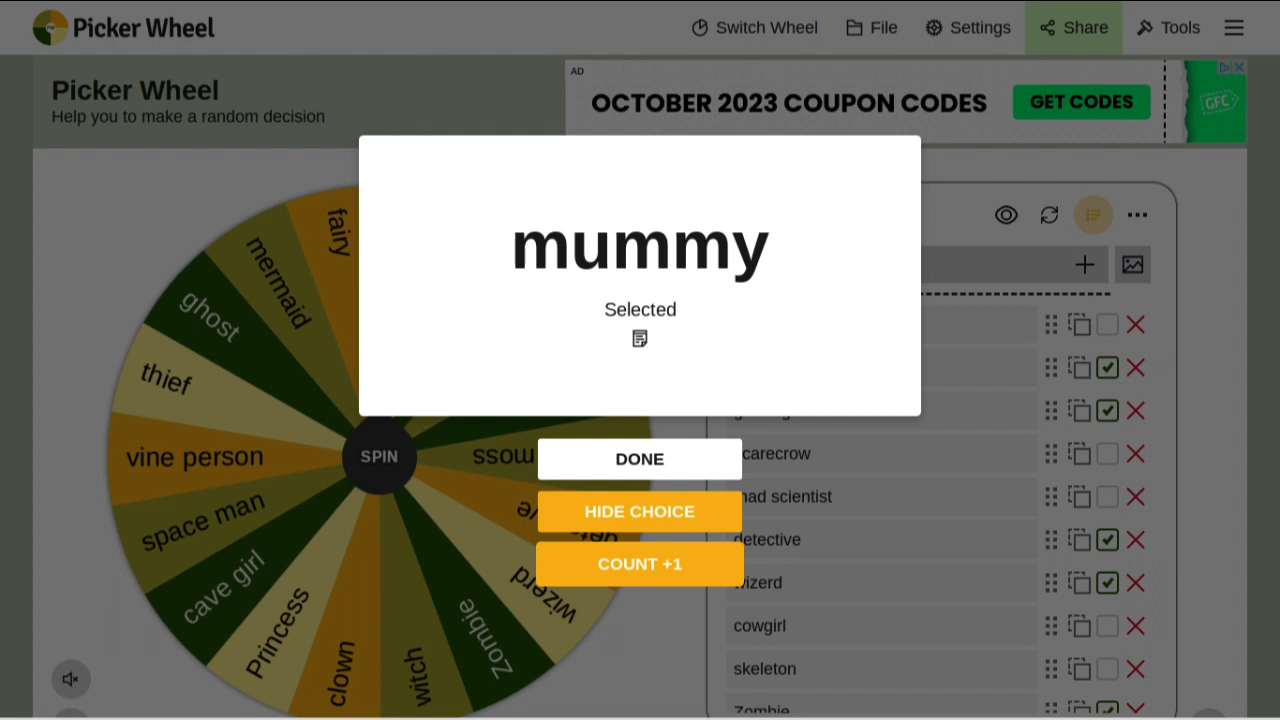 Picker Wheel
Switch Wheel
File
Settings
Share
Tools
Picker Wheel
Help you to make a random decision
AD
OCTOBER 2023 COUPON CODES
GET CODES
GFC
mummy
Selected
DONE
HIDE CHOICE
COUNT +1
fairy
mermaid
ghost
thief
vine person
space man
cave girl
Princess
clown
witch
Zombie
wizerd
moss
SPIN
mad scientist
detective
wizerd
cowgirl
skeleton
Zombie